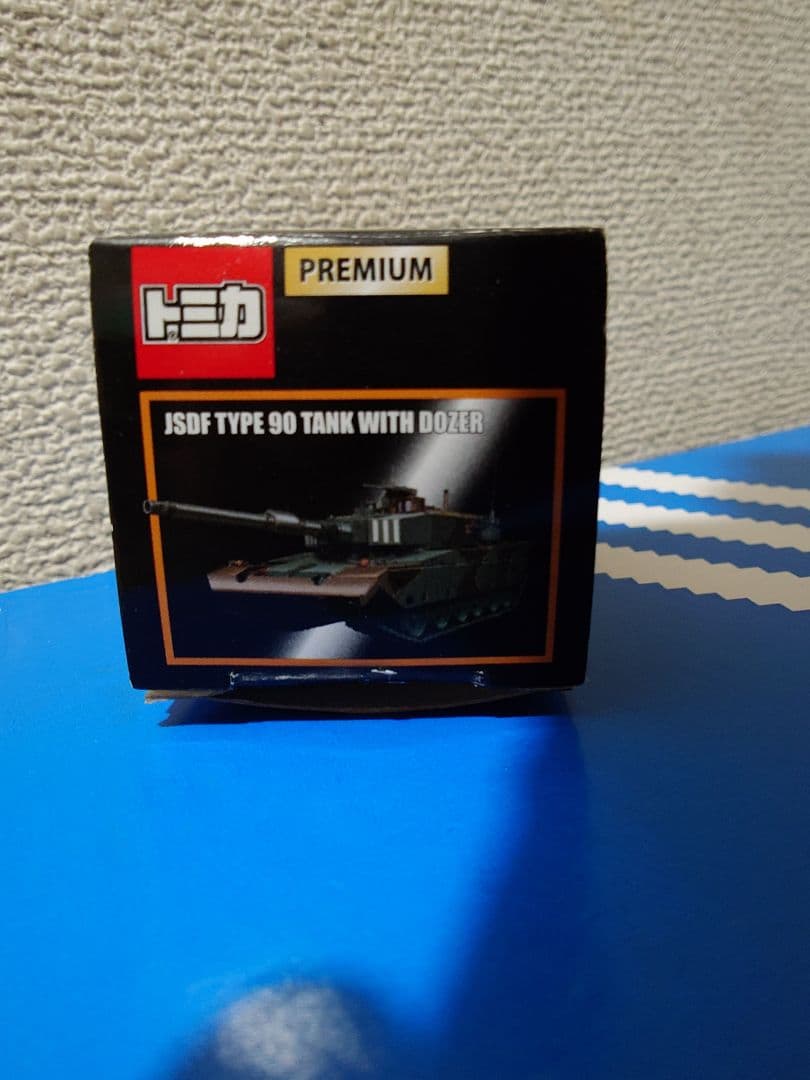 トミカ
PREMIUM
JSDF TYPE 90 TANK WITH DOZER